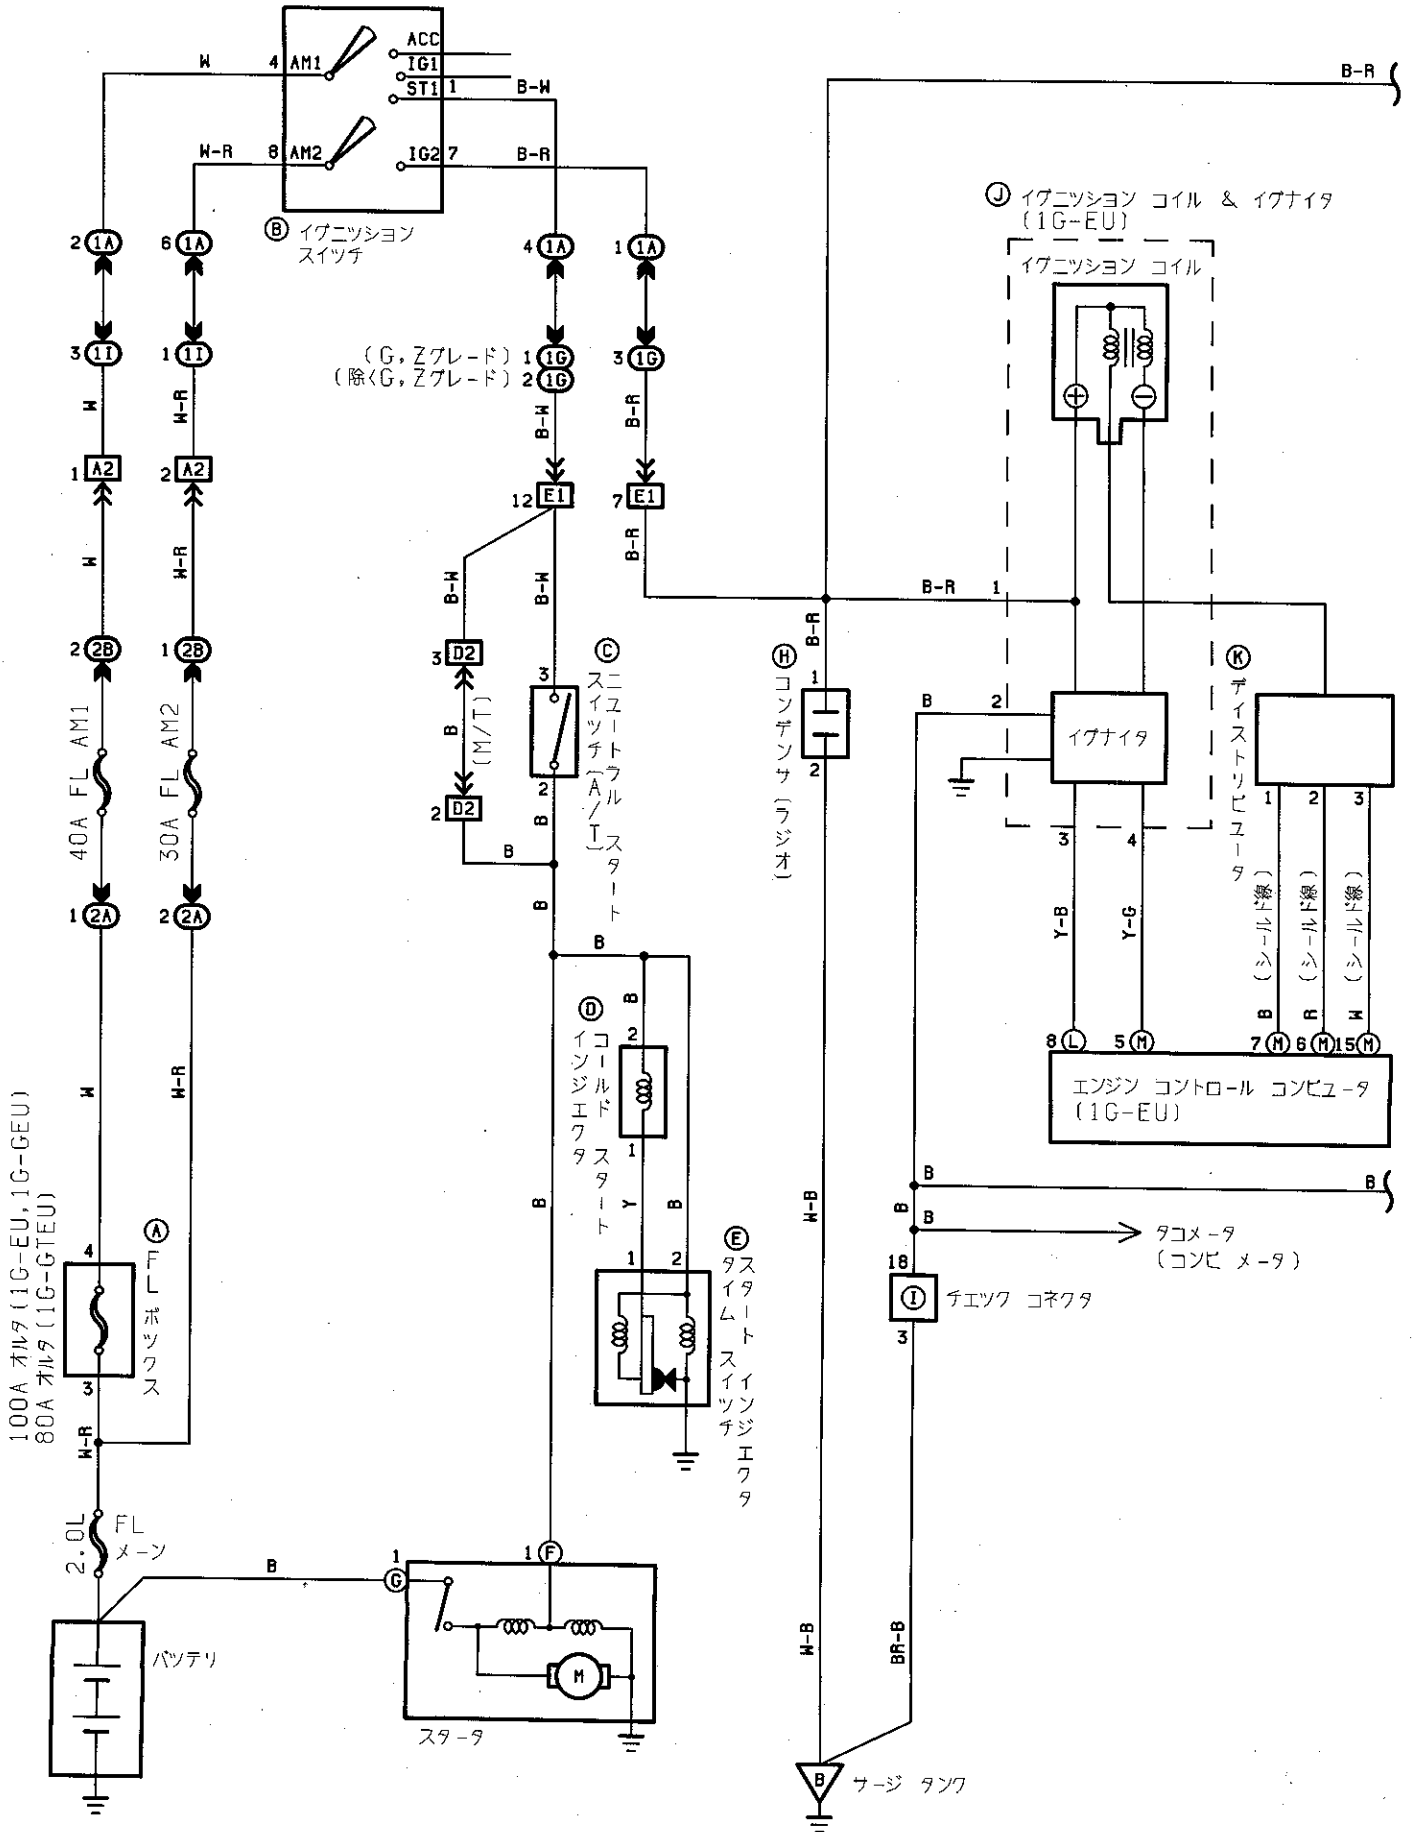 ACC
W
4 AM1
IG1
ST1 1
B-W
B-R
W-R
8 AM2
IG2 7
B-R
B イグニッション
スイッチ
J イグニッション コイル & イグナイタ
(1G-EU)
イグニッション コイル
2 1A
6 1A
4 1A
1 1A
3 1I
1 1I
(G, Zグレード) 1 1G
(除くG, Zグレード) 2 1G
3 1G
W
W-R
B-W
B-R
+
−
1 A2
2 A2
12 E1
7 E1
W
W-R
B-W
B-W
B-R
B-R
1
2 2B
1 2B
3 D2
B
(M/T)
2 D2
B
C ニュートラル スタート
スイッチ (A/T)
3
2
B
B
H コンデンサ (ラジオ)
B-R
1
2
B
2
イグナイタ
3
4
K ディストリビュータ
1
2
3
40A FL AM1
30A FL AM2
1 2A
2 2A
Y-B
Y-G
(シールド線)
(シールド線)
(シールド線)
B
R
W
8 L
5 M
7 M
6 M
15 M
エンジン コントロール コンピュータ
(1G-EU)
B
B
D コールド スタート
インジェクタ
2
1
Y
B
W
W-R
B
W-B
B
B
B
B
タコメータ
(コンビ メータ)
18
I チェック コネクタ
3
100A オルタ (1G-EU, 1G-GEU)
80A オルタ (1G-GTEU)
A FL ボックス
4
3
W-R
E スタート インジェクタ
タイム スイッチ
1
2
2.0L
FL
メーン
B
1
G
1 F
M
バッテリ
スタータ
W-B
BR-B
B サージ タンク